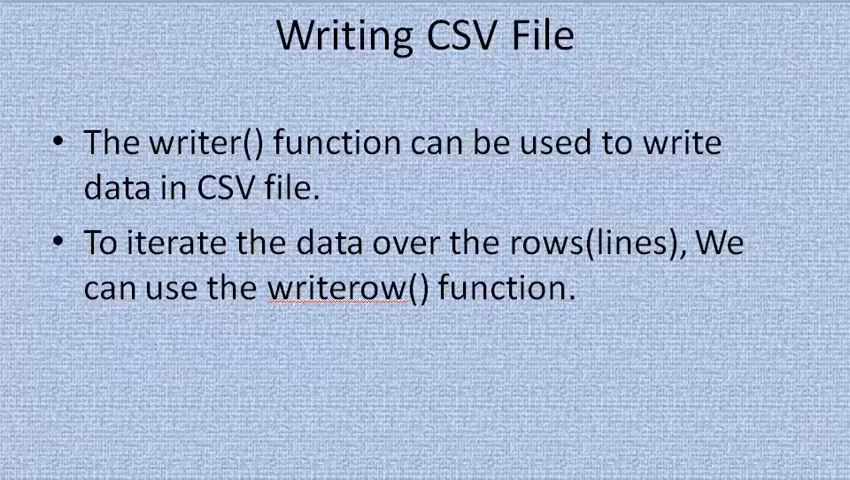 Writing CSV File
• The writer() function can be used to write
data in CSV file.
• To iterate the data over the rows(lines), We
can use the writerow() function.